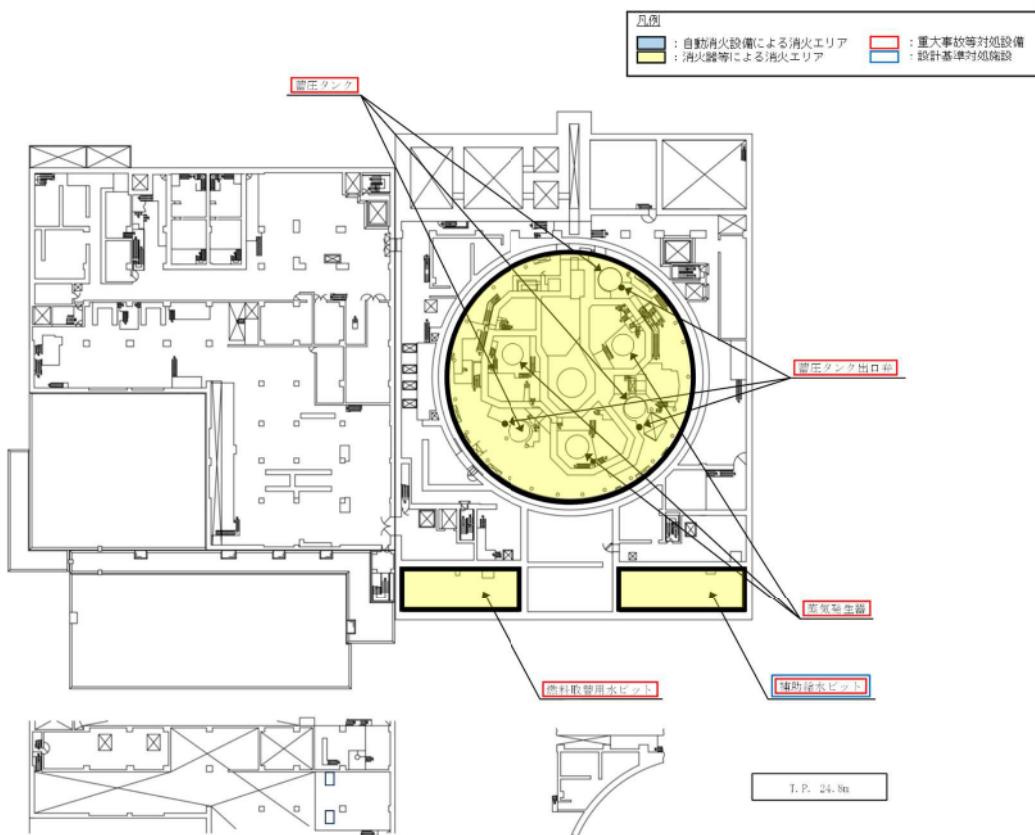 凡例
：自動消火設備による消火エリア
：重大事故等対処設備
：消火器等による消火エリア
：設計基準対処施設
蓄圧タンク
蓄圧タンク出口弁
蒸気発生器
燃料取替用水ピット
補助給水ピット
T.P. 24.8m